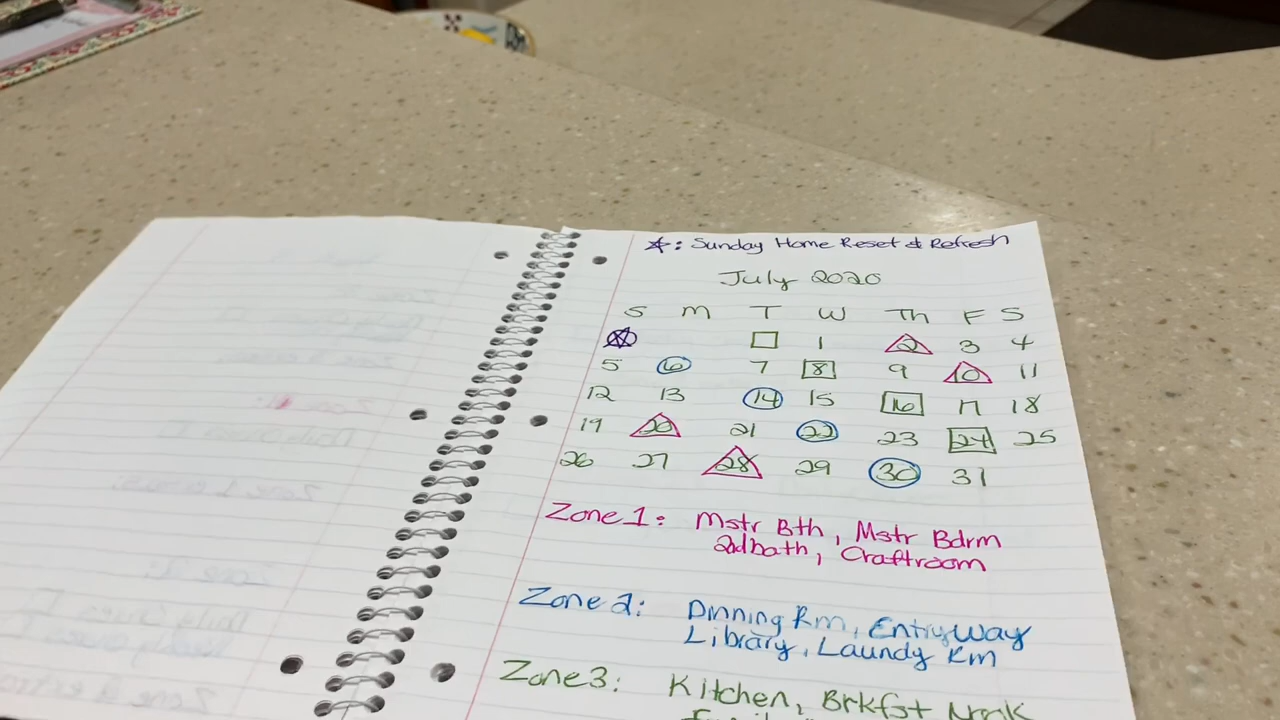 ☆: Sunday Home Reset & Refresh
July 2020
S M T W Th F S
1 2 3 4
5 6 7 8 9 10 11
12 13 14 15 16 17 18
19 20 21 22 23 24 25
26 27 28 29 30 31
Zone 1: Mstr Bth, Mstr Bdrm
2nd bath, Craftroom
Zone 2: Dinning Rm, Entryway
Library, Laundy Rm
Zone 3: Kitchen, Brkfst Nook